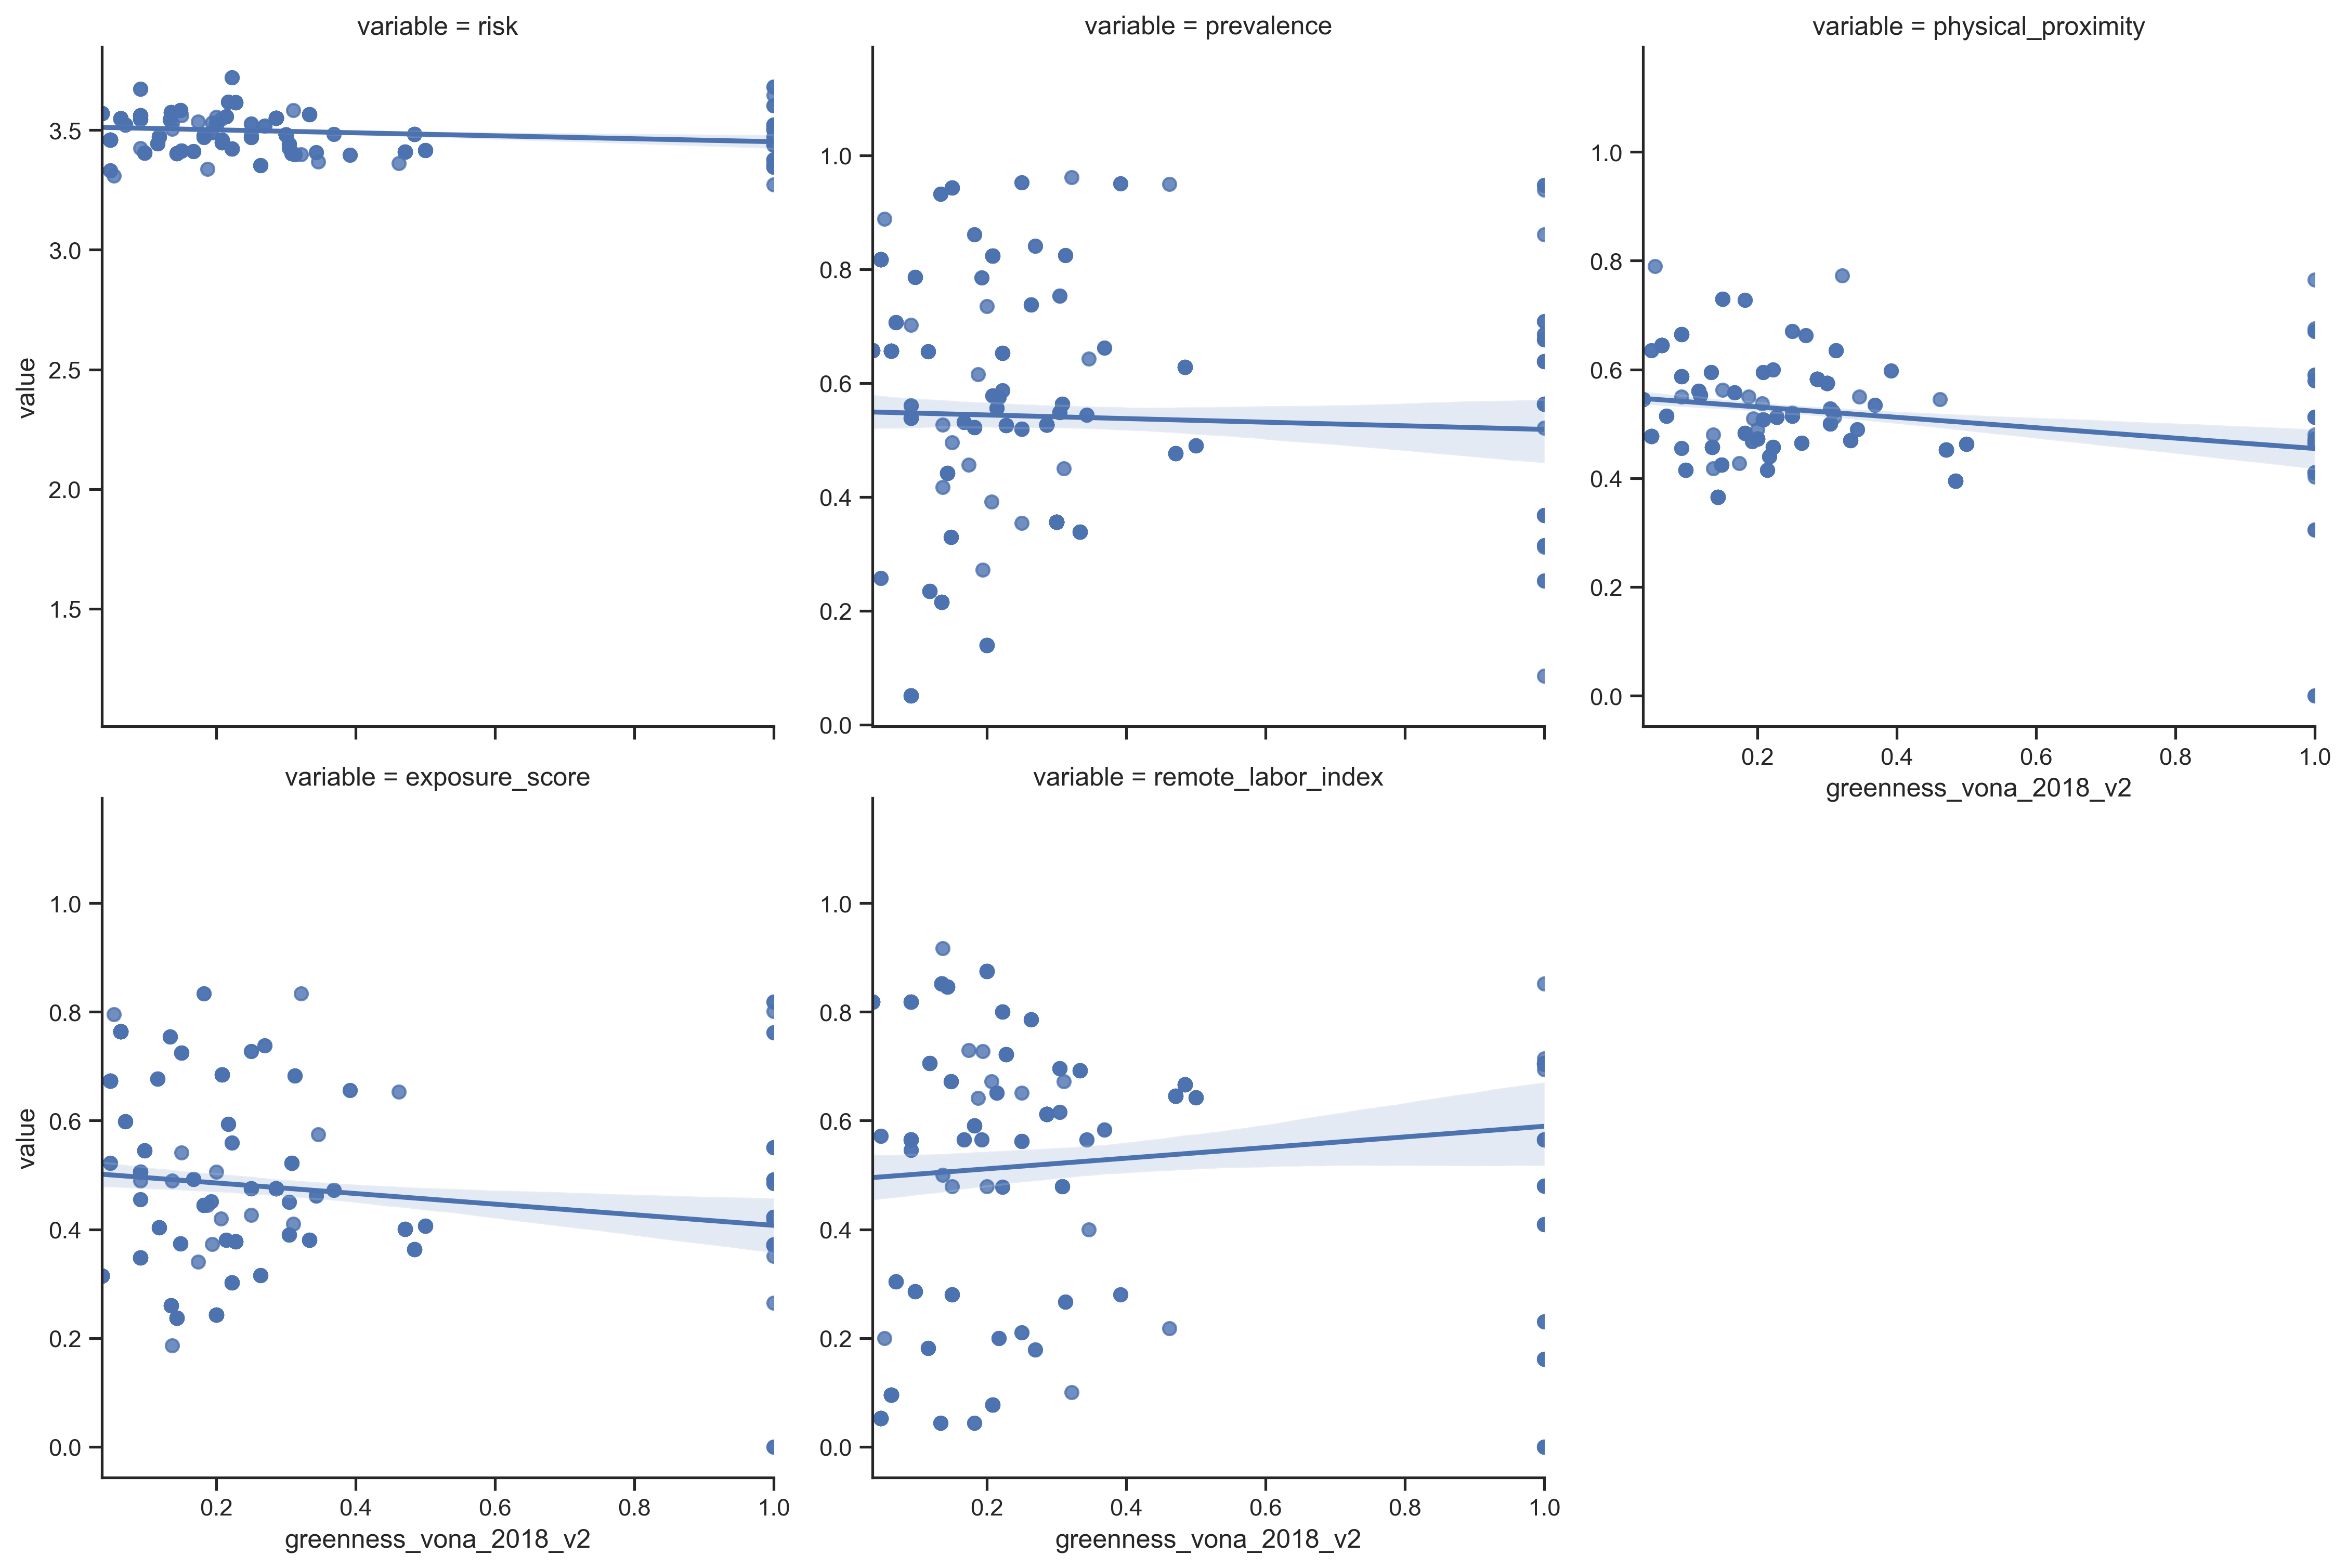 variable = risk
value
3.5
3.0
2.5
2.0
1.5
variable = prevalence
1.0
0.8
0.6
0.4
0.2
0.0
variable = physical_proximity
1.0
0.8
0.6
0.4
0.2
0.0
0.2 0.4 0.6 0.8 1.0
greenness_vona_2018_v2
variable = exposure_score
value
1.0
0.8
0.6
0.4
0.2
0.0
0.2 0.4 0.6 0.8 1.0
greenness_vona_2018_v2
variable = remote_labor_index
1.0
0.8
0.6
0.4
0.2
0.0
0.2 0.4 0.6 0.8 1.0
greenness_vona_2018_v2